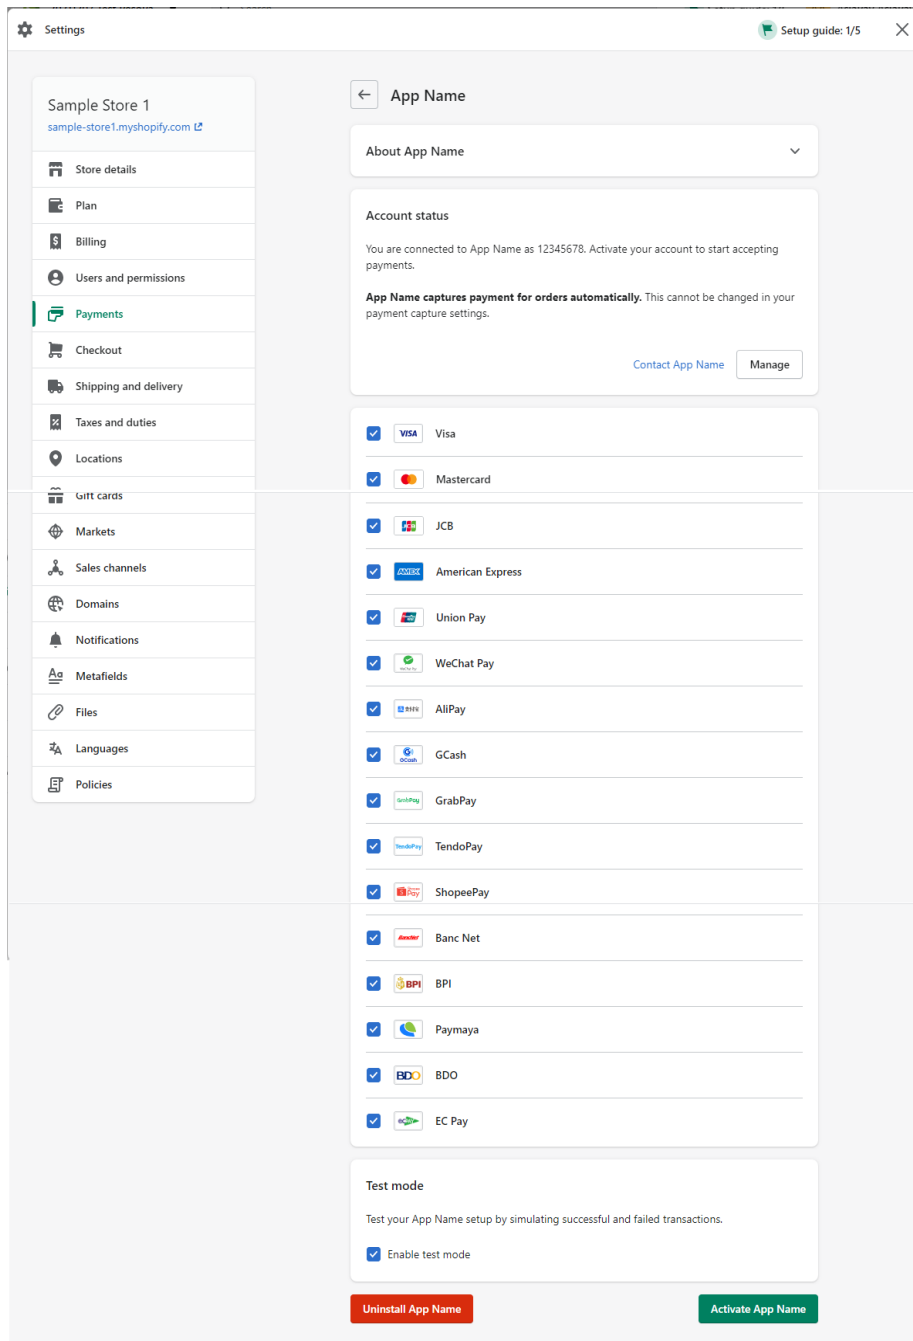 Settings
Setup guide: 1/5
Sample Store 1
sample-store1.myshopify.com
Store details
Plan
Billing
Users and permissions
Payments
Checkout
Shipping and delivery
Taxes and duties
Locations
Gift cards
Markets
Sales channels
Domains
Notifications
Metafields
Files
Languages
Policies
App Name
About App Name
Account status
You are connected to App Name as 12345678. Activate your account to start accepting
payments.
App Name captures payment for orders automatically. This cannot be changed in your
payment capture settings.
Contact App Name
Manage
VISA Visa
Mastercard
JCB JCB
AMEX American Express
Union Pay
WeChat Pay
AliPay
GCash GCash
GrabPay GrabPay
TendoPay TendoPay
Pay ShopeePay
BancNet Banc Net
BPI BPI
Paymaya
BDO BDO
EC Pay
Test mode
Test your App Name setup by simulating successful and failed transactions.
Enable test mode
Uninstall App Name
Activate App Name